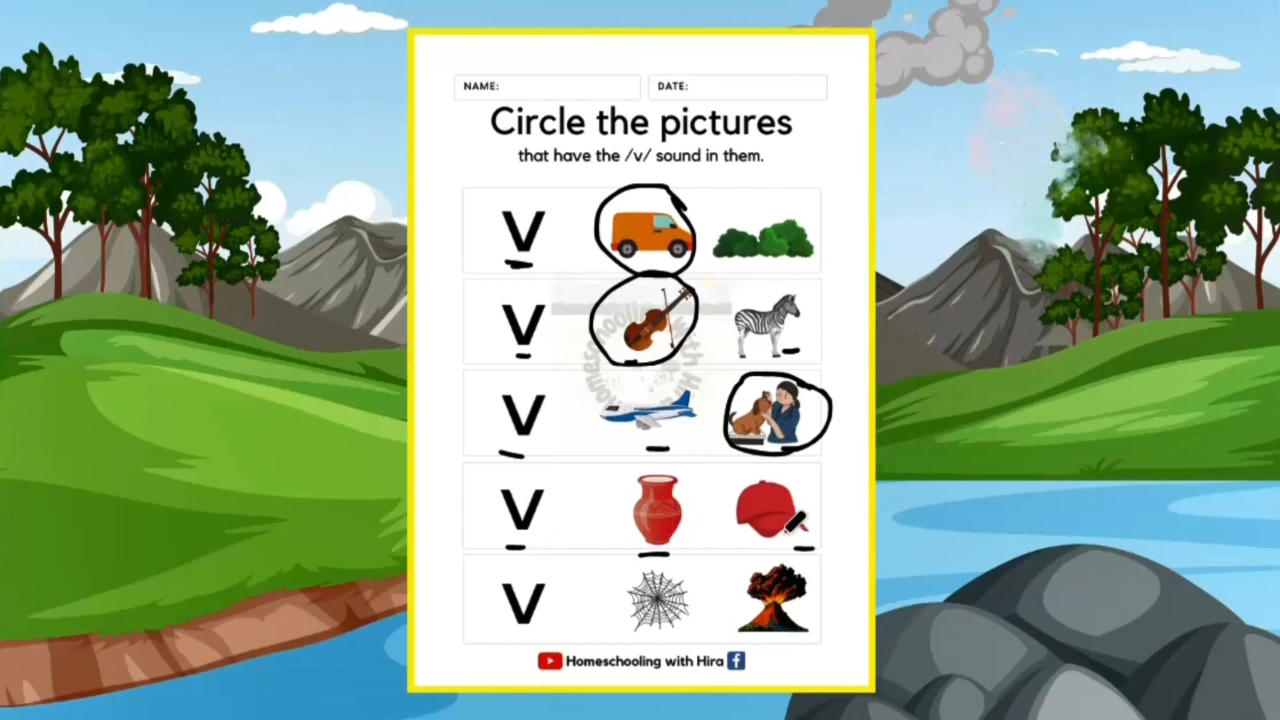 NAME:
DATE:
Circle the pictures
that have the /v/ sound in them.
v
v
v
v
v
Homeschooling with Hira